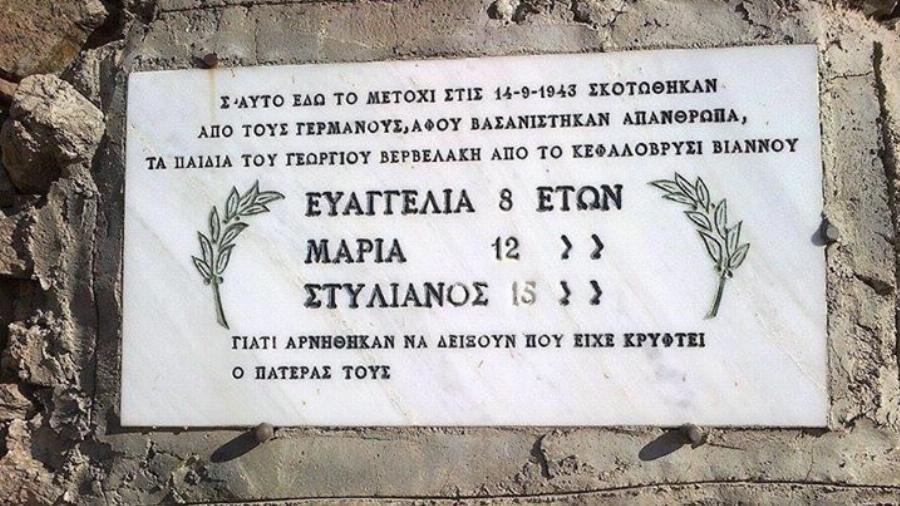 Σ'ΑΥΤΟ ΕΔΩ ΤΟ ΜΕΤΟΧΙ ΣΤΙΣ 14-9-1943 ΣΚΟΤΩΘΗΚΑΝ
ΑΠΟ ΤΟΥΣ ΓΕΡΜΑΝΟΥΣ, ΑΦΟΥ ΒΑΣΑΝΙΣΤΗΚΑΝ ΑΠΑΝΘΡΩΠΑ,
ΤΑ ΠΑΙΔΙΑ ΤΟΥ ΓΕΩΡΓΙΟΥ ΒΕΡΒΕΛΑΚΗ ΑΠΟ ΤΟ ΚΕΦΑΛΟΒΡΥΣΙ ΒΙΑΝΝΟΥ
ΕΥΑΓΓΕΛΙΑ 8 ΕΤΩΝ
ΜΑΡΙΑ 12 》》
ΣΤΥΛΙΑΝΟΣ 15 》》
ΓΙΑΤΙ ΑΡΝΗΘΗΚΑΝ ΝΑ ΔΕΙΞΟΥΝ ΠΟΥ ΕΙΧΕ ΚΡΥΦΤΕΙ
Ο ΠΑΤΕΡΑΣ ΤΟΥΣ